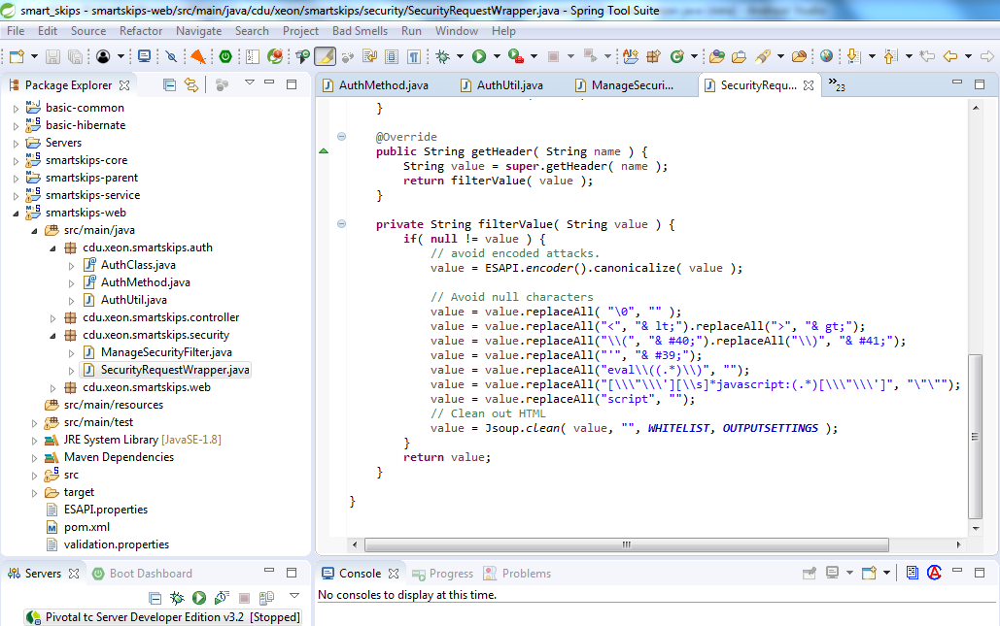 smart_skips - smartskips-web/src/main/java/cdu/xeon/smartskips/security/SecurityRequestWrapper.java - Spring Tool Suite
File Edit Source Refactor Navigate Search Project Bad Smells Run Window Help
Package Explorer
AuthMethod.java AuthUtil.java ManageSecuri... SecurityRequ... »23
basic-common
basic-hibernate
Servers
smartskips-core
smartskips-parent
smartskips-service
smartskips-web
src/main/java
cdu.xeon.smartskips.auth
AuthClass.java
AuthMethod.java
AuthUtil.java
cdu.xeon.smartskips.controller
cdu.xeon.smartskips.security
ManageSecurityFilter.java
SecurityRequestWrapper.java
cdu.xeon.smartskips.web
src/main/resources
src/main/test
JRE System Library [JavaSE-1.8]
Maven Dependencies
src
target
ESAPI.properties
pom.xml
validation.properties
}
@Override
public String getHeader( String name ) {
String value = super.getHeader( name );
return filterValue( value );
}
private String filterValue( String value ) {
if( null != value ) {
// avoid encoded attacks.
value = ESAPI.encoder().canonicalize( value );
// Avoid null characters
value = value.replaceAll( "\0", "" );
value = value.replaceAll("<", "& lt;").replaceAll(">", "& gt;");
value = value.replaceAll("\\(", "& #40;").replaceAll("\\)", "& #41;");
value = value.replaceAll("'", "& #39;");
value = value.replaceAll("eval\\((.*)\\)", "");
value = value.replaceAll("[\\\"\\\'][\\s]*javascript:(.*)[\\\"\\\']", "\"\"");
value = value.replaceAll("script", "");
// Clean out HTML
value = Jsoup.clean( value, "", WHITELIST, OUTPUTSETTINGS );
}
return value;
}
}
Servers Boot Dashboard
Pivotal tc Server Developer Edition v3.2 [Stopped]
Console Progress Problems
No consoles to display at this time.